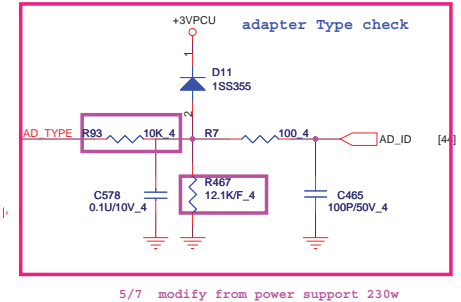 +3VPCU
adapter Type check
1
D11
1SS355
2
AD_TYPE R93 10K_4 R7 100_4 AD_ID [44]
R467
12.1K/F_4
C578
0.1U/10V_4
C465
100P/50V_4
5/7 modify from power support 230w